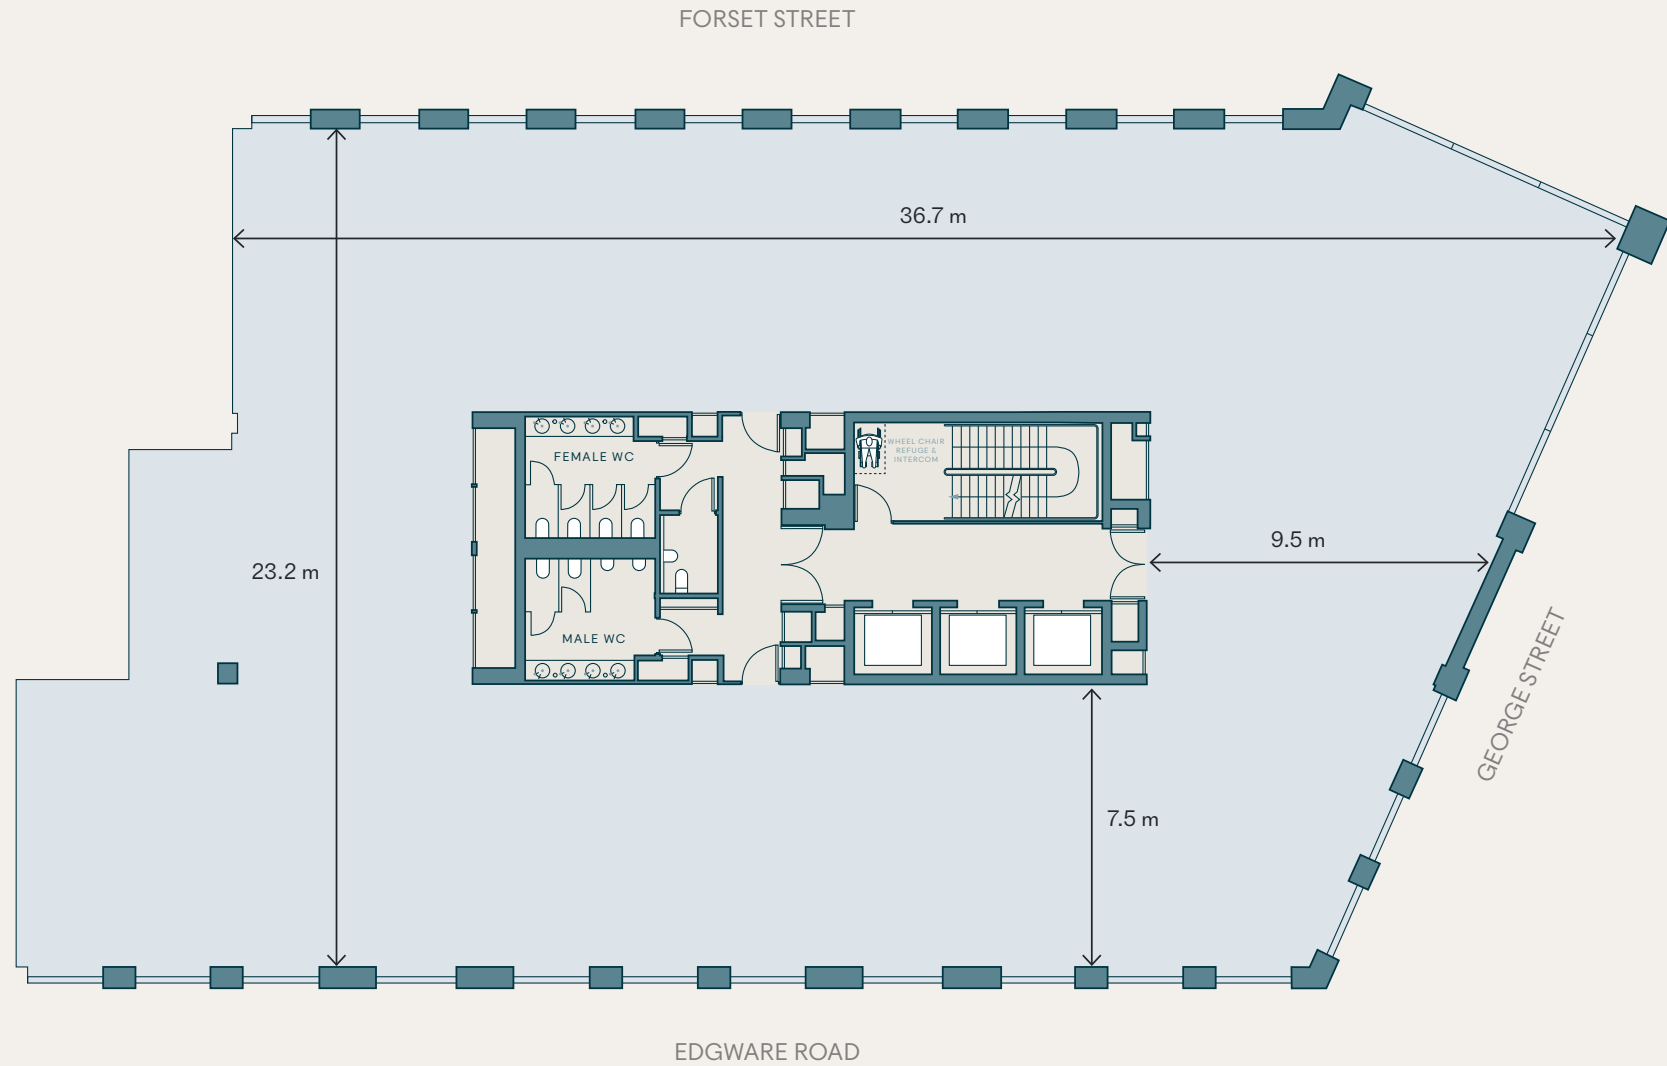 FORSET STREET
36.7 m
FEMALE WC
WHEEL CHAIR
REFUGE &
INTERCOM
9.5 m
23.2 m
MALE WC
GEORGE STREET
7.5 m
EDGWARE ROAD